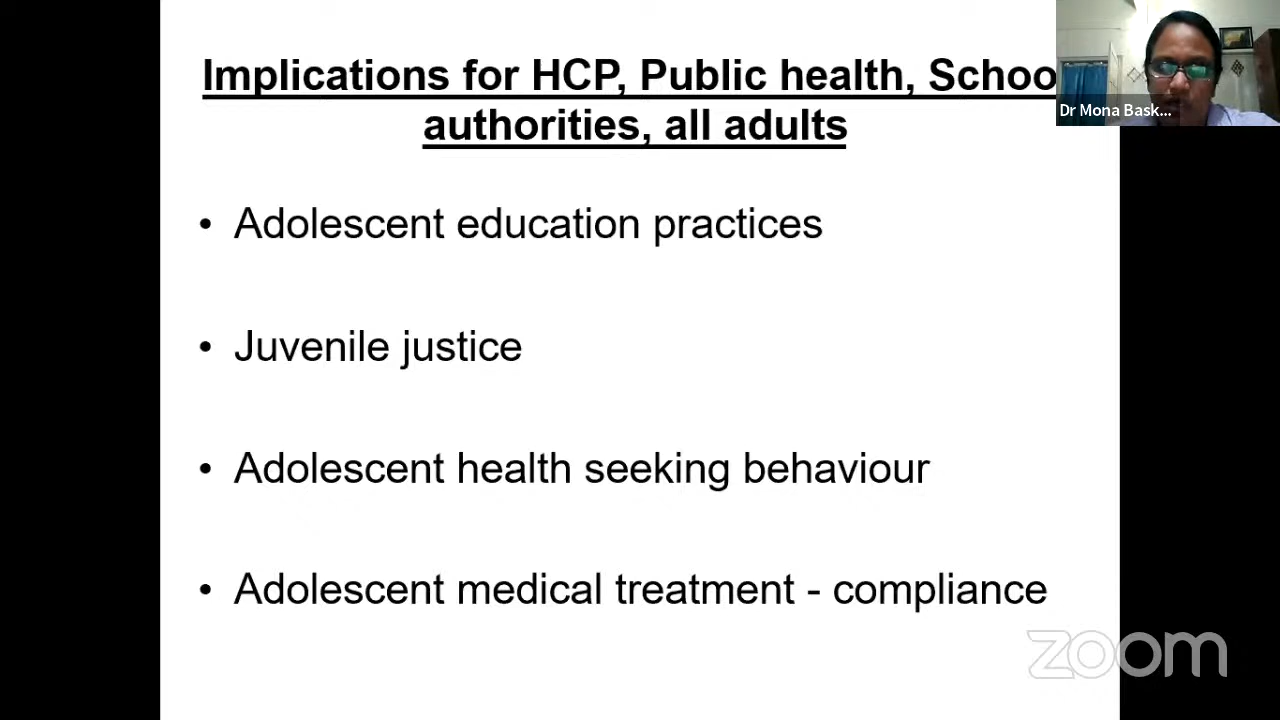 Implications for HCP, Public health, Schoo
authorities, all adults
Dr Mona Bask...
• Adolescent education practices
• Juvenile justice
• Adolescent health seeking behaviour
• Adolescent medical treatment - compliance
zoom